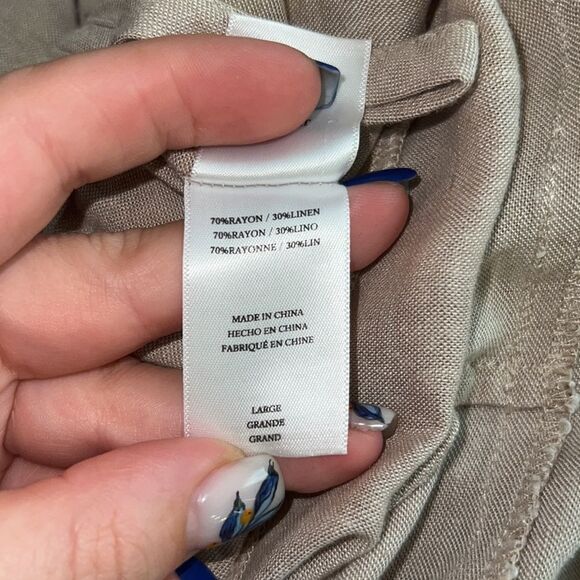 70%RAYON / 30%LINEN
70%RAYON / 30%LINO
70%RAYONNE / 30%LIN
MADE IN CHINA
HECHO EN CHINA
FABRIQUÉ EN CHINE
LARGE
GRANDE
GRAND